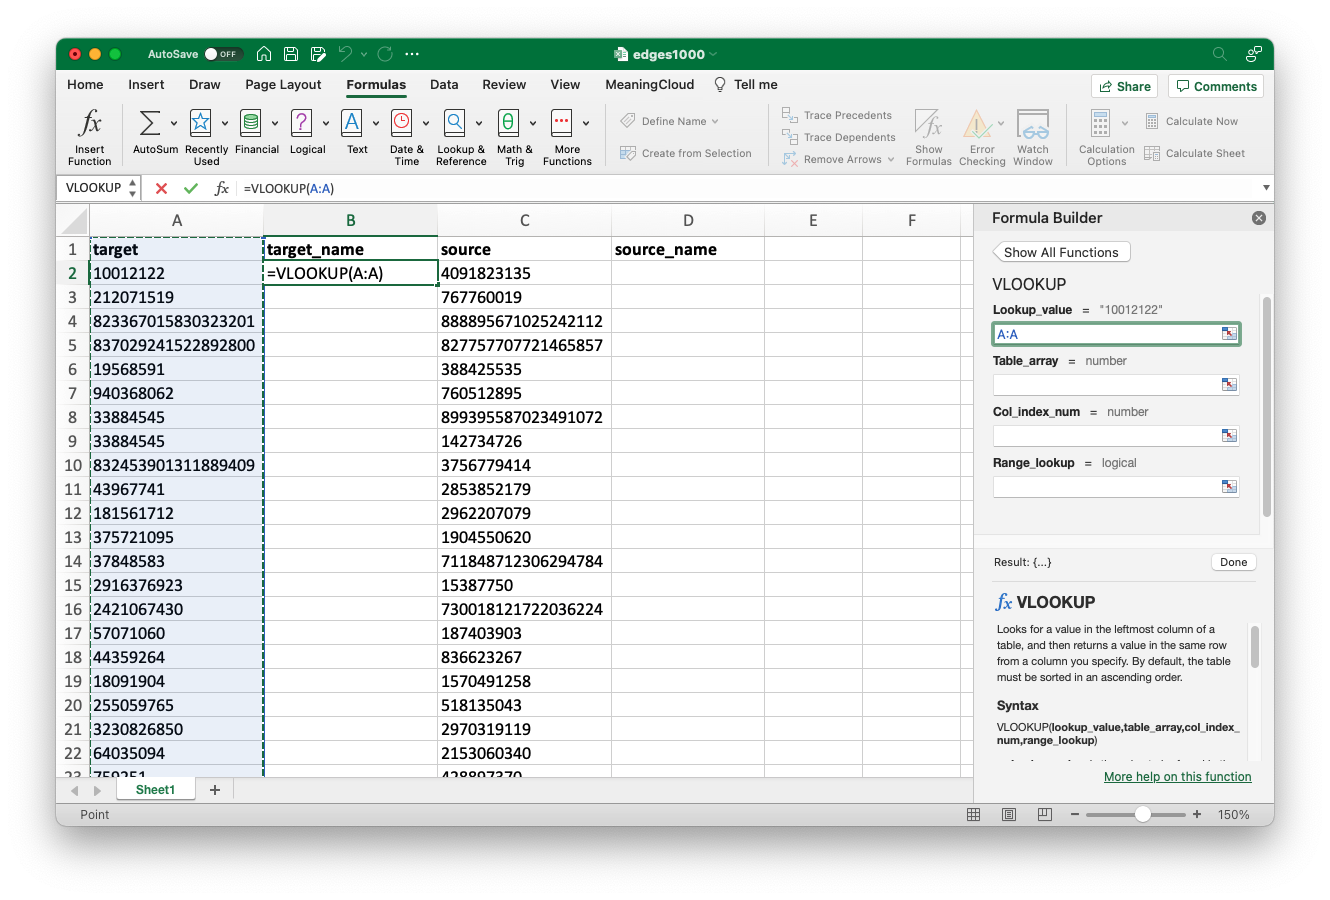 AutoSave OFF edges1000
Home Insert Draw Page Layout Formulas Data Review View MeaningCloud Tell me Share Comments
Insert Function
AutoSum
Recently Used
Financial
Logical
Text
Date & Time
Lookup & Reference
Math & Trig
More Functions
Define Name
Create from Selection
Trace Precedents
Trace Dependents
Remove Arrows
Show Formulas
Error Checking
Watch Window
Calculation Options
Calculate Now
Calculate Sheet
VLOOKUP fx =VLOOKUP(A:A)
A B C D E F
1 target target_name source source_name
2 10012122 =VLOOKUP(A:A) 4091823135
3 212071519 767760019
4 823367015830323201 888895671025242112
5 837029241522892800 827757707721465857
6 19568591 388425535
7 940368062 760512895
8 33884545 899395587023491072
9 33884545 142734726
10 832453901311889409 3756779414
11 43967741 2853852179
12 181561712 2962207079
13 375721095 1904550620
14 37848583 711848712306294784
15 2916376923 15387750
16 2421067430 730018121722036224
17 57071060 187403903
18 44359264 836623267
19 18091904 1570491258
20 255059765 518135043
21 3230826850 2970319119
22 64035094 2153060340
23 759251 428897370
Formula Builder
Show All Functions
VLOOKUP
Lookup_value = "10012122"
A:A
Table_array = number
Col_index_num = number
Range_lookup = logical
Result: {...} Done
fx VLOOKUP
Looks for a value in the leftmost column of a
table, and then returns a value in the same row
from a column you specify. By default, the table
must be sorted in an ascending order.
Syntax
VLOOKUP(lookup_value,table_array,col_index_
num,range_lookup)
More help on this function
Sheet1 +
Point 150%